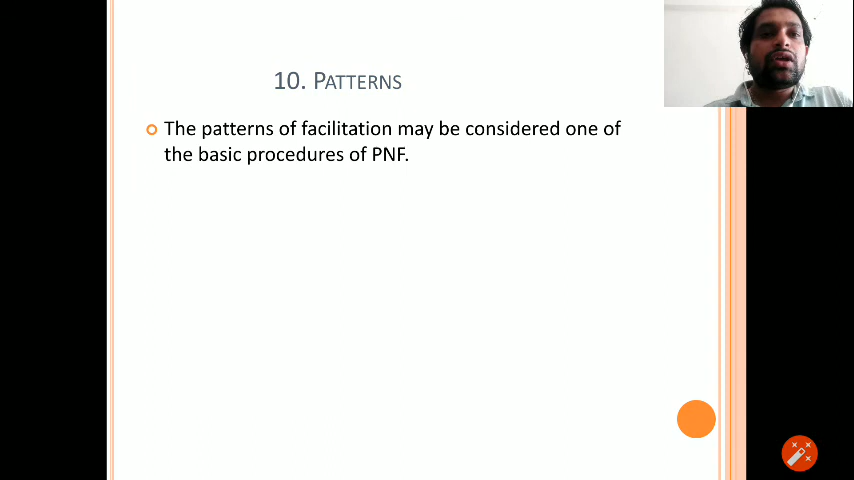 10. PATTERNS
The patterns of facilitation may be considered one of
the basic procedures of PNF.